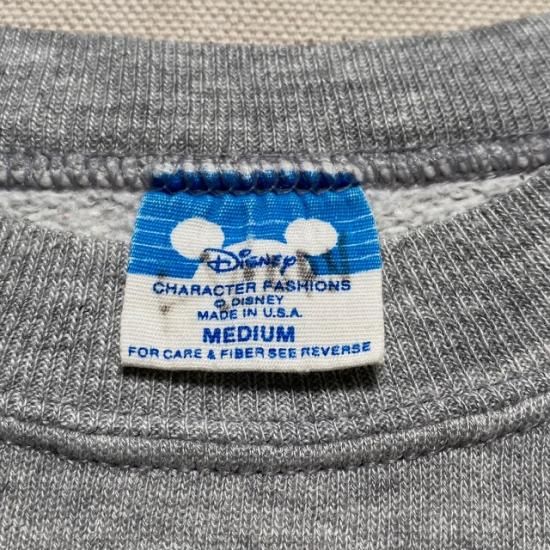 Disney
CHARACTER FASHIONS
© DISNEY
MADE IN U.S.A.
MEDIUM
FOR CARE & FIBER SEE REVERSE